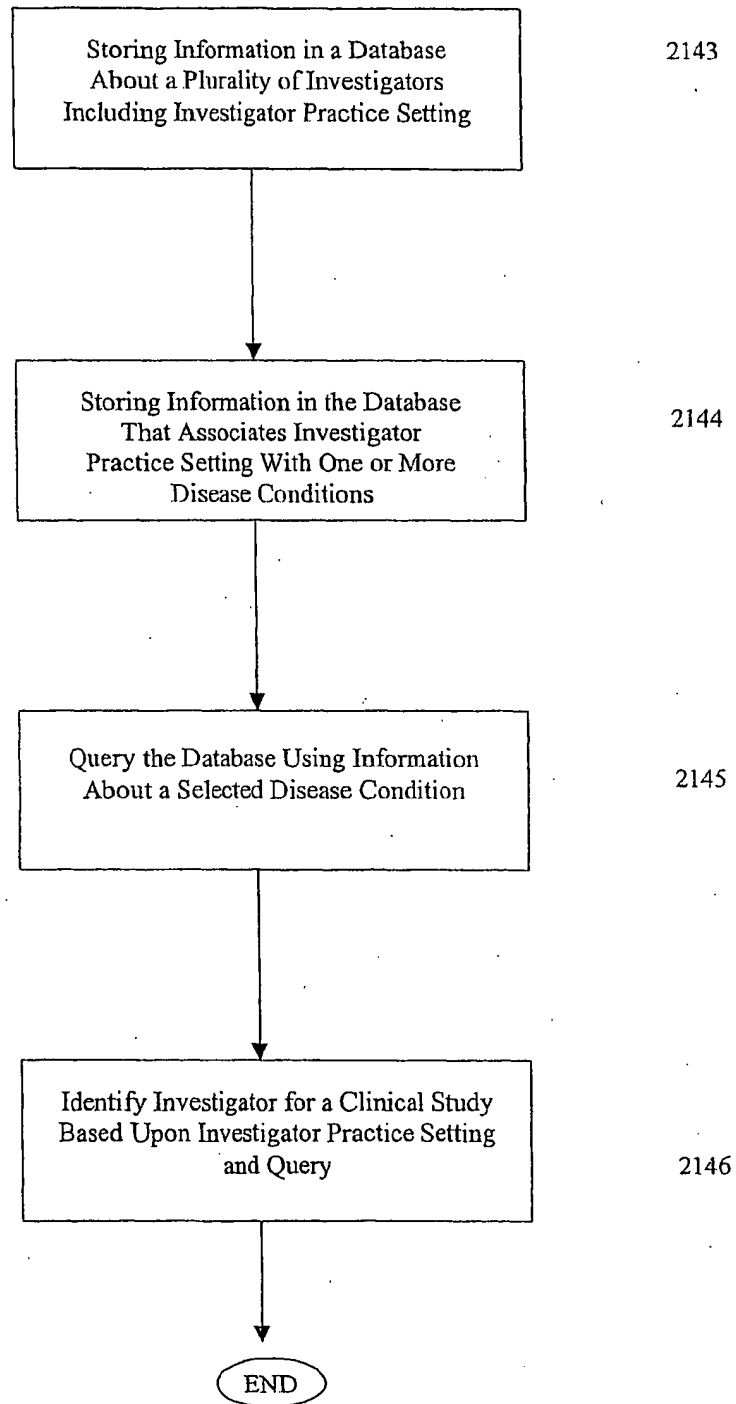 Storing Information in a Database
About a Plurality of Investigators
Including Investigator Practice Setting
2143
Storing Information in the Database
That Associates Investigator
Practice Setting With One or More
Disease Conditions
2144
Query the Database Using Information
About a Selected Disease Condition
2145
Identify Investigator for a Clinical Study
Based Upon Investigator Practice Setting
and Query
2146
END